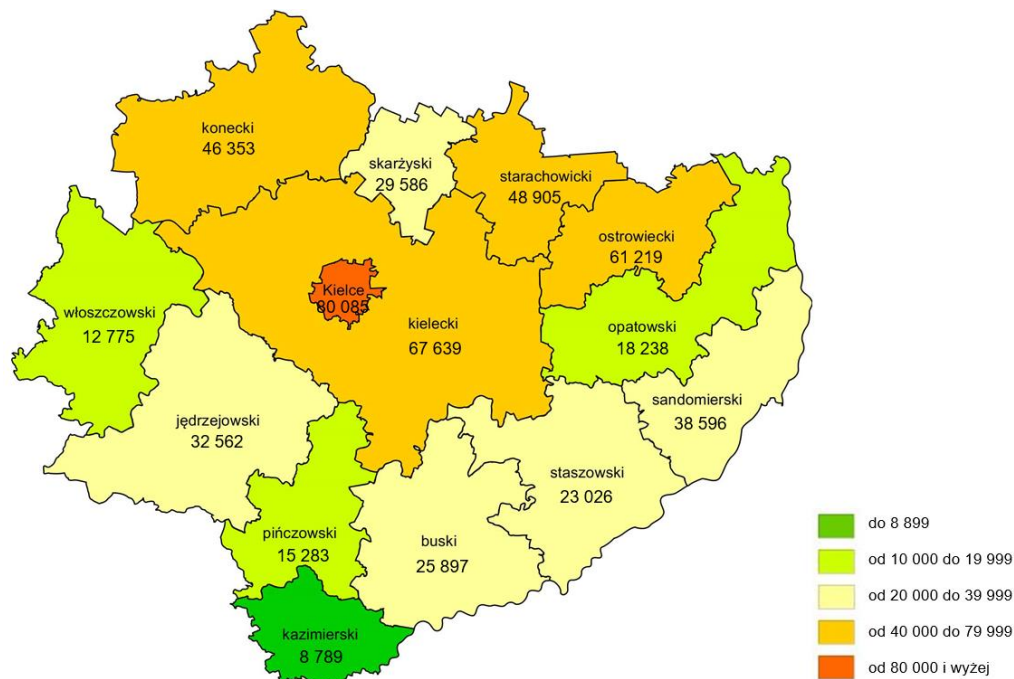 konecki
46 353
skarżyski
29 586
starachowicki
48 905
ostrowiecki
61 219
Kielce
80 085
kielecki
67 639
włoszczowski
12 775
opatowski
18 238
sandomierski
38 596
jędrzejowski
32 562
staszowski
23 026
pińczowski
15 283
buski
25 897
kazimierski
8 789
do 8 899
od 10 000 do 19 999
od 20 000 do 39 999
od 40 000 do 79 999
od 80 000 i wyżej